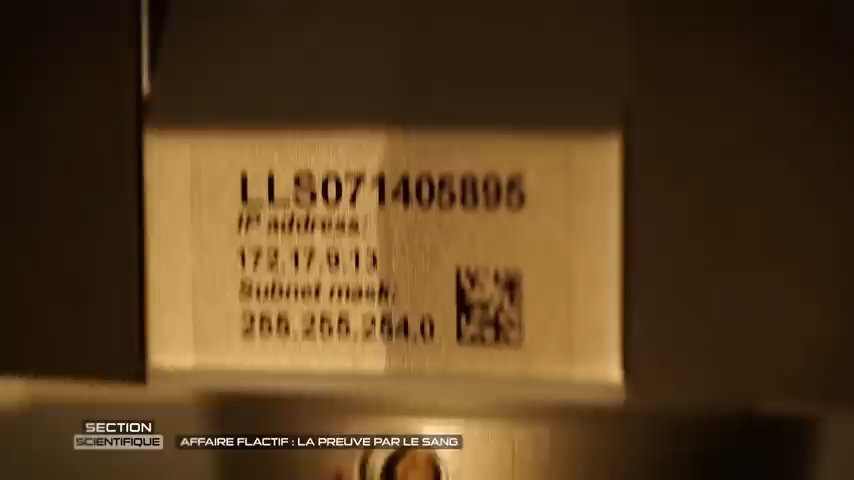 LLS071405895
IP address:
172.17.9.13
Subnet mask:
255.255.254.0
SECTION
SCIENTIFIQUE
AFFAIRE FLACTIF : LA PREUVE PAR LE SANG